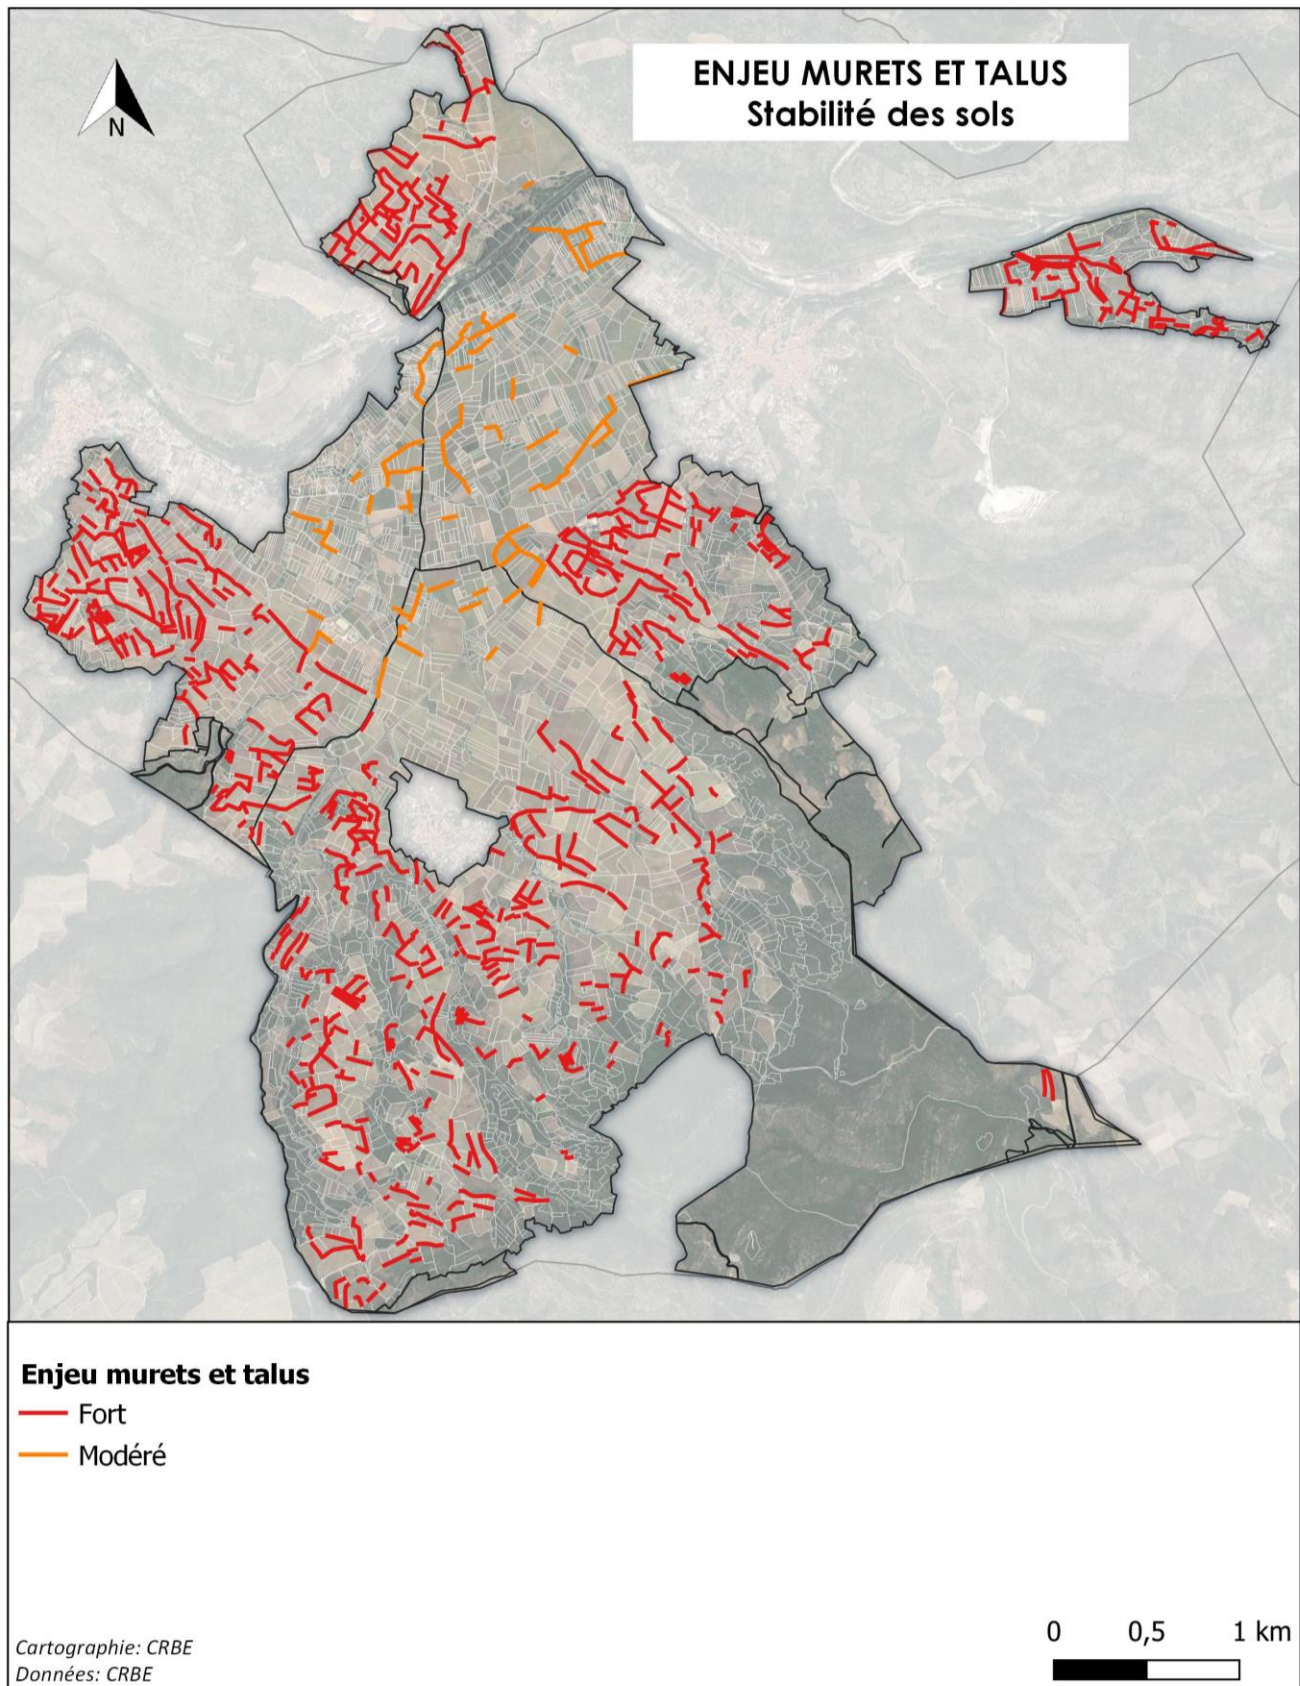 ENJEU MURETS ET TALUS
Stabilité des sols
N
Enjeu murets et talus
Fort
Modéré
Cartographie: CRBE
Données: CRBE
0 0,5 1 km